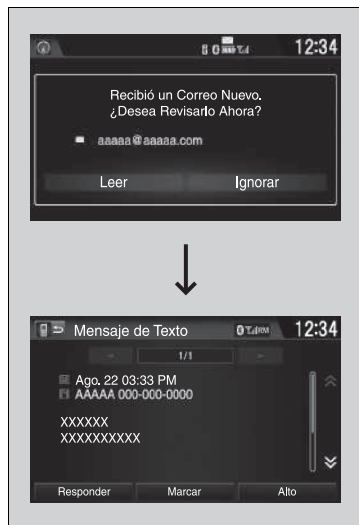 12:34
Recibió un Correo Nuevo.
¿Desea Revisarlo Ahora?
aaaaa@aaaaa.com
Leer Ignorar
Mensaje de Texto 12:34
1/1
Ago. 22 03:33 PM
AAAAA 000-000-0000
XXXXXX
XXXXXXXXXX
Responder Marcar Alto